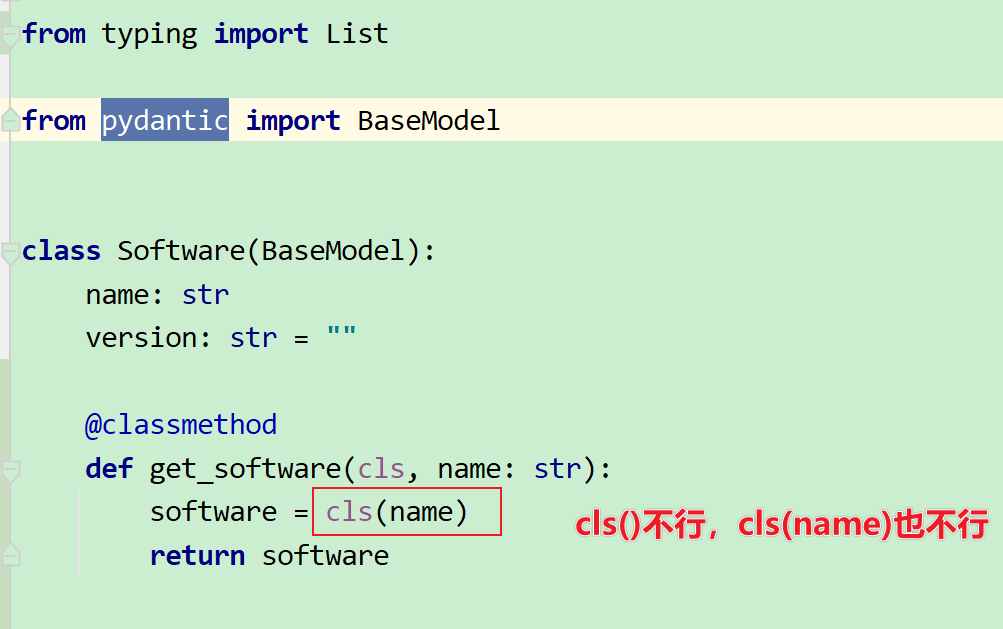 from typing import List
from pydantic import BaseModel
class Software(BaseModel):
name: str
version: str = ""
@classmethod
def get_software(cls, name: str):
software = cls(name)
cls()不行，cls(name)也不行
return software